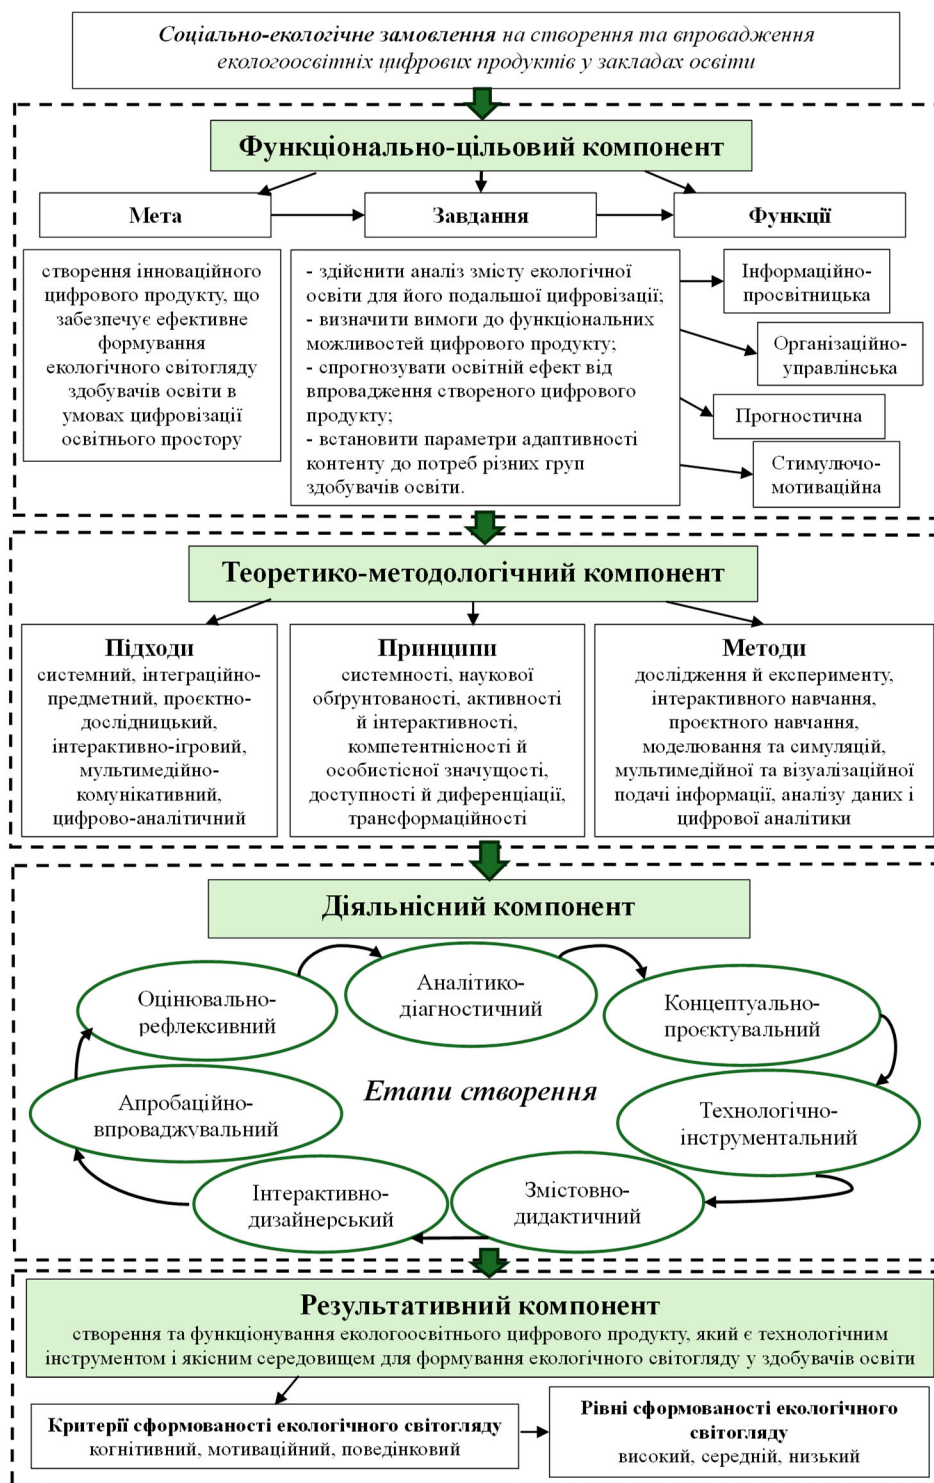 Соціально-екологічне замовлення на створення та впровадження
екологоосвітніх цифрових продуктів у закладах освіти
Функціонально-цільовий компонент
Мета
Завдання
Функції
створення інноваційного
цифрового продукту, що
забезпечує ефективне
формування
екологічного світогляду
здобувачів освіти в
умовах цифровізації
освітнього простору
- здійснити аналіз змісту екологічної
освіти для його подальшої цифровізації;
- визначити вимоги до функціональних
можливостей цифрового продукту;
- спрогнозувати освітній ефект від
впровадження створеного цифрового
продукту;
- встановити параметри адаптивності
контенту до потреб різних груп
здобувачів освіти.
Інформаційно-
просвітницька
Організаційно-
управлінська
Прогностична
Стимулючо-
мотиваційна
Теоретико-методологічний компонент
Підходи
системний, інтеграційно-
предметний, проєктно-
дослідницький,
інтерактивно-ігровий,
мультимедійно-
комунікативний,
цифрово-аналітичний
Принципи
системності, наукової
обґрунтованості, активності
й інтерактивності,
компетентнісності й
особистісної значущості,
доступності й диференціації,
трансформаційності
Методи
дослідження й експерименту,
інтерактивного навчання,
проєктного навчання,
моделювання та симуляцій,
мультимедійної та візуалізаційної
подачі інформації, аналізу даних і
цифрової аналітики
Діяльнісний компонент
Аналітико-
діагностичний
Концептуально-
проєктувальний
Технологічно-
інструментальний
Змістовно-
дидактичний
Інтерактивно-
дизайнерський
Апробаційно-
впроваджувальний
Оцінювально-
рефлексивний
Етапи створення
Результативний компонент
створення та функціонування екологоосвітнього цифрового продукту, який є технологічним
інструментом і якісним середовищем для формування екологічного світогляду у здобувачів освіти
Критерії сформованості екологічного світогляду
когнітивний, мотиваційний, поведінковий
Рівні сформованості екологічного
світогляду
високий, середній, низький